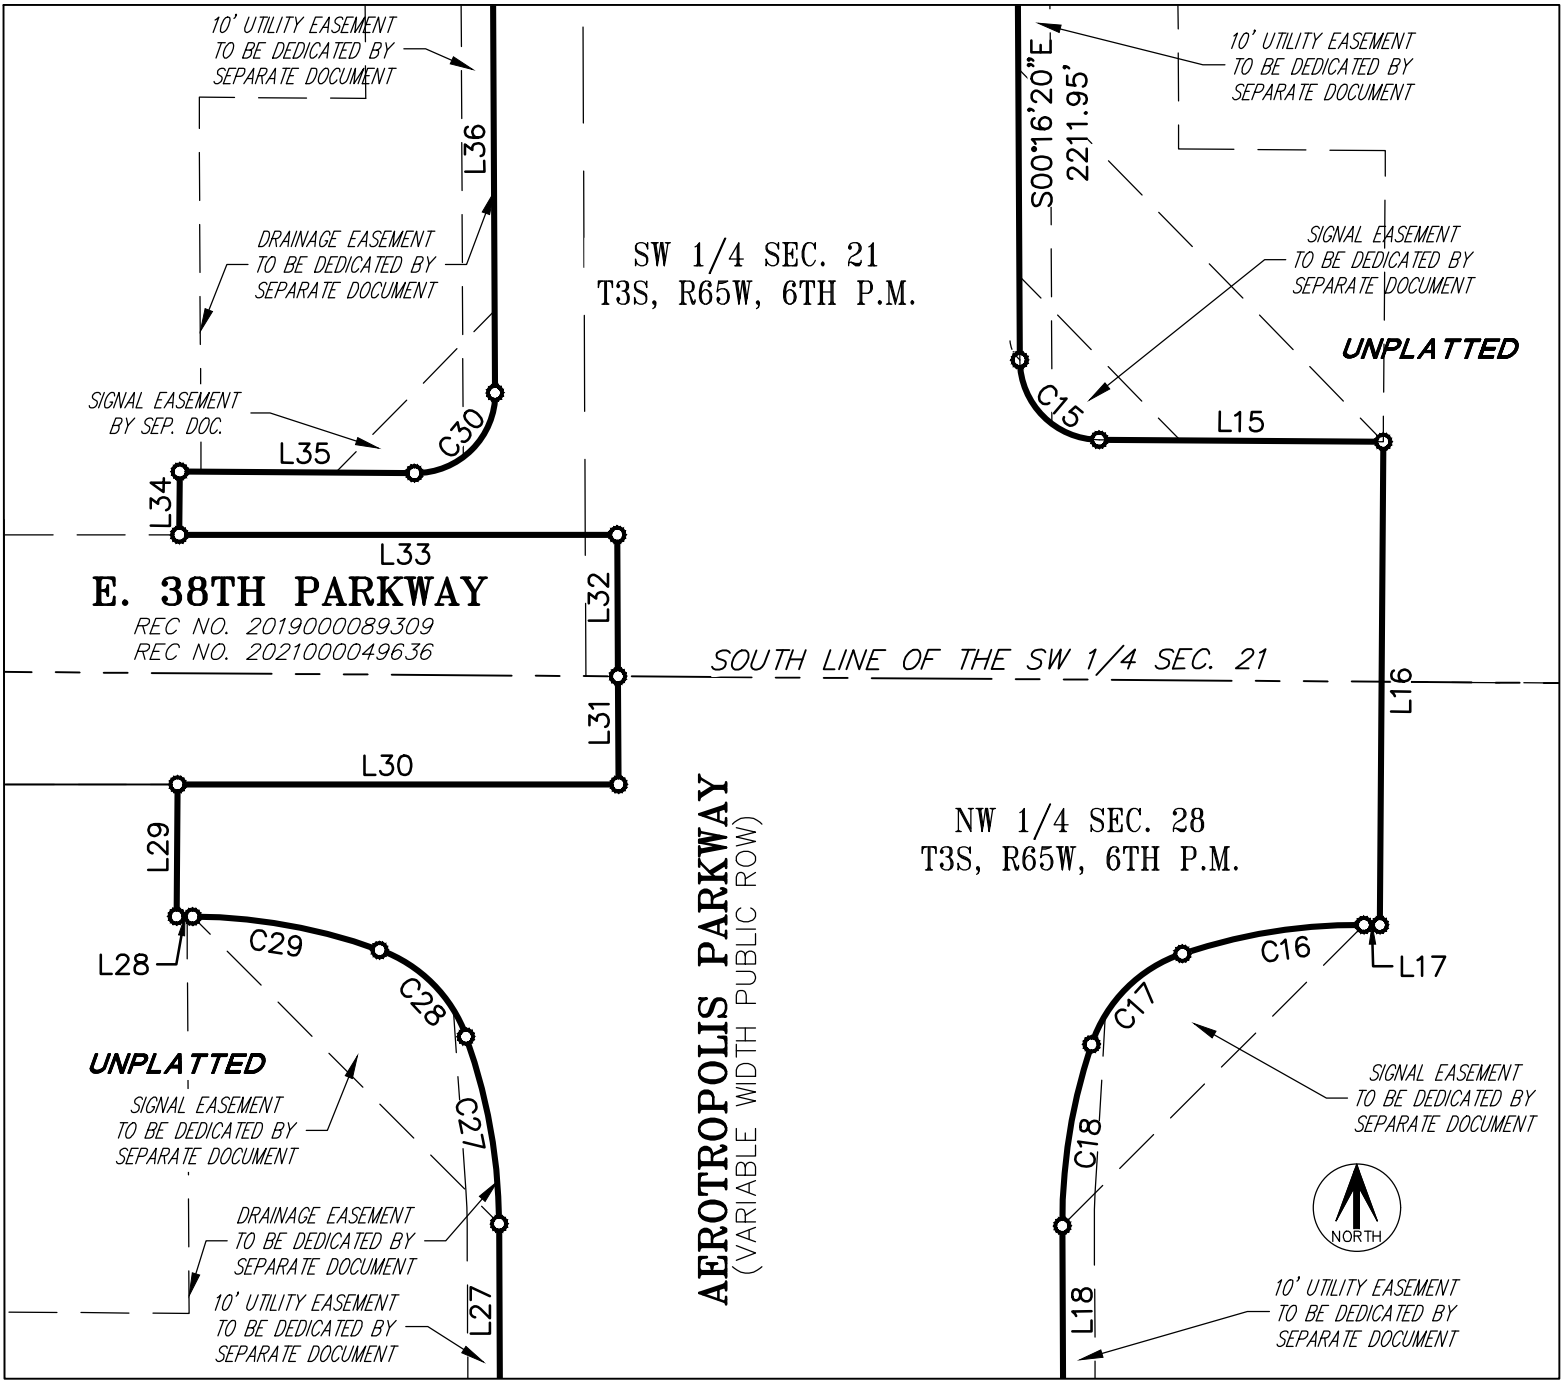 10' UTILITY EASEMENT
TO BE DEDICATED BY
SEPARATE DOCUMENT
L36
S00°16'20"E
2211.95'
10' UTILITY EASEMENT
TO BE DEDICATED BY
SEPARATE DOCUMENT
DRAINAGE EASEMENT
TO BE DEDICATED BY
SEPARATE DOCUMENT
SW 1/4 SEC. 21
T3S, R65W, 6TH P.M.
SIGNAL EASEMENT
TO BE DEDICATED BY
SEPARATE DOCUMENT
UNPLATTED
SIGNAL EASEMENT
BY SEP. DOC.
C30
C15
L15
L35
L34
L33
E. 38TH PARKWAY
REC NO. 2019000089309
REC NO. 2021000049636
L32
SOUTH LINE OF THE SW 1/4 SEC. 21
L16
L31
L30
L29
NW 1/4 SEC. 28
T3S, R65W, 6TH P.M.
AEROTROPOLIS PARKWAY
(VARIABLE WIDTH PUBLIC ROW)
C29
L28
C28
C16
L17
C17
UNPLATTED
SIGNAL EASEMENT
TO BE DEDICATED BY
SEPARATE DOCUMENT
C27
C18
SIGNAL EASEMENT
TO BE DEDICATED BY
SEPARATE DOCUMENT
NORTH
DRAINAGE EASEMENT
TO BE DEDICATED BY
SEPARATE DOCUMENT
10' UTILITY EASEMENT
TO BE DEDICATED BY
SEPARATE DOCUMENT
L27
L18
10' UTILITY EASEMENT
TO BE DEDICATED BY
SEPARATE DOCUMENT